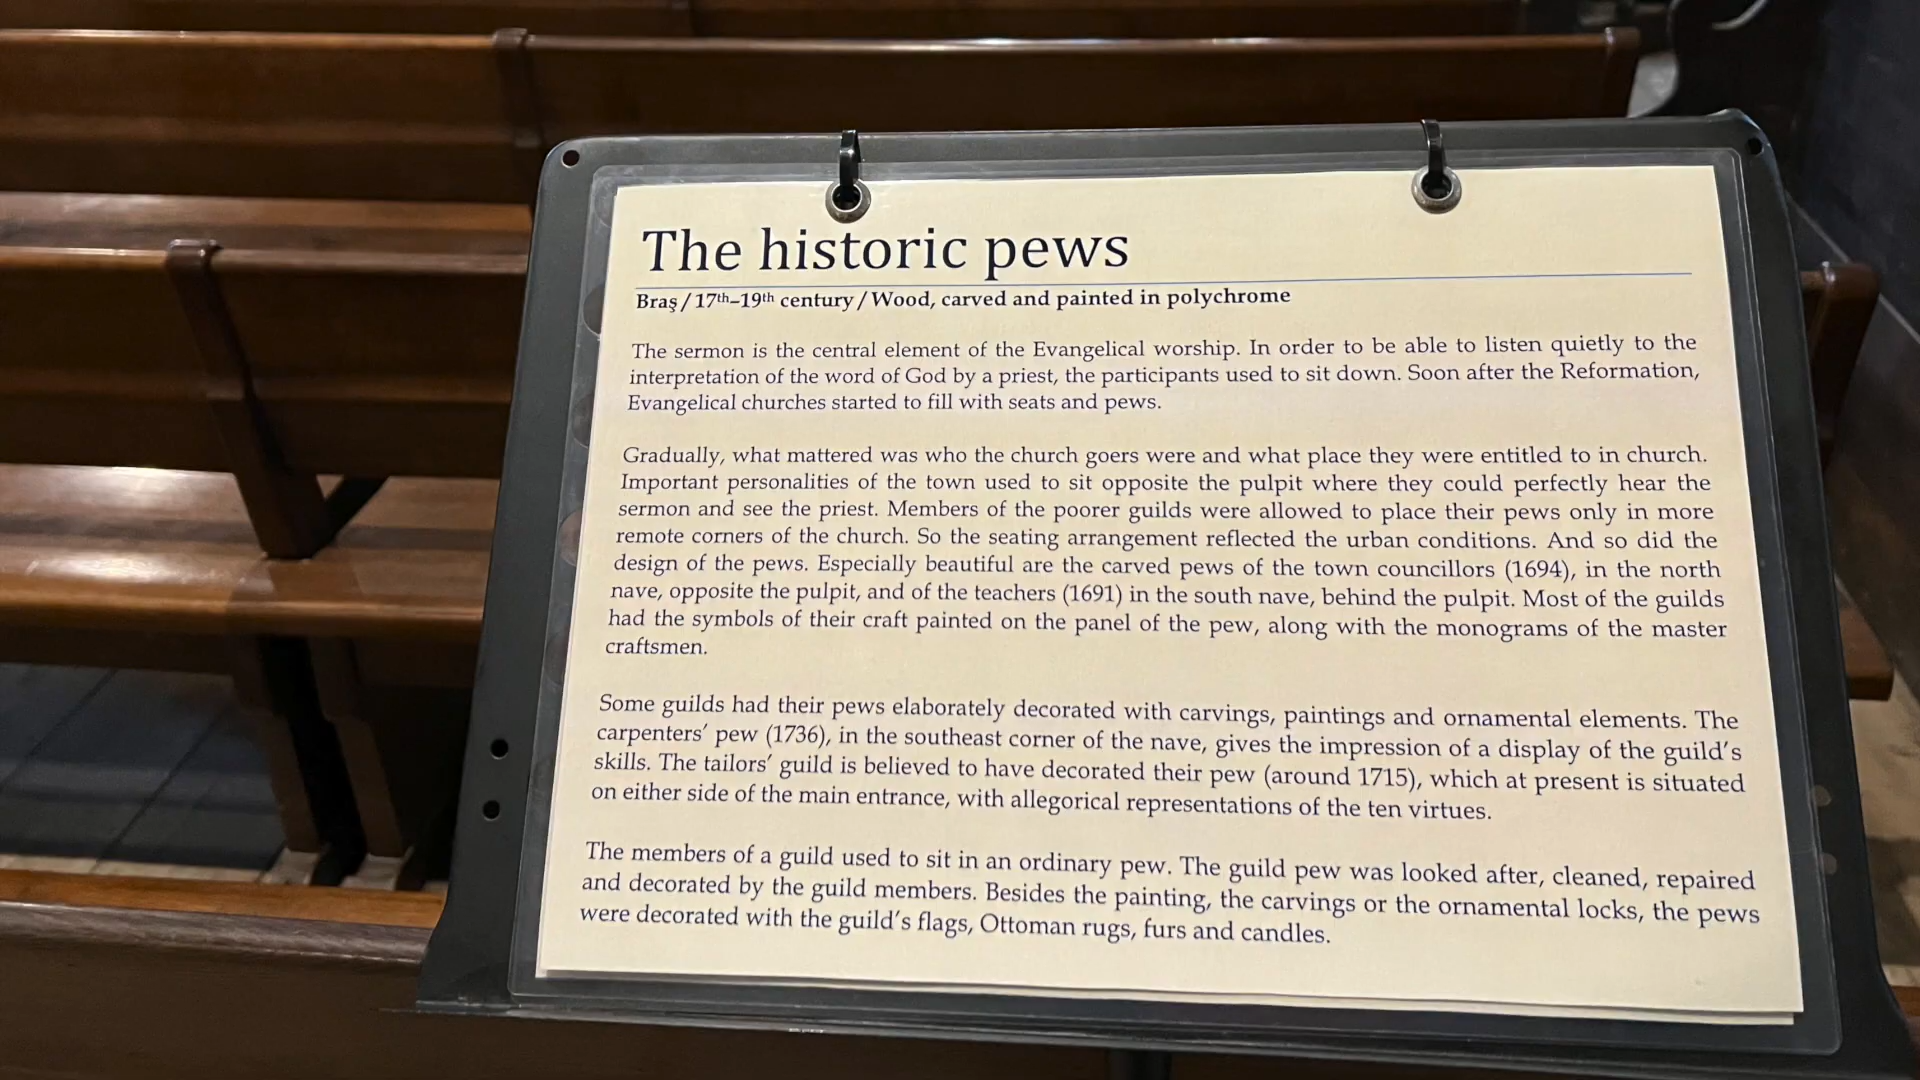 The historic pews
Braş / 17th–19th century / Wood, carved and painted in polychrome
The sermon is the central element of the Evangelical worship. In order to be able to listen quietly to the
interpretation of the word of God by a priest, the participants used to sit down. Soon after the Reformation,
Evangelical churches started to fill with seats and pews.
Gradually, what mattered was who the church goers were and what place they were entitled to in church.
Important personalities of the town used to sit opposite the pulpit where they could perfectly hear the
sermon and see the priest. Members of the poorer guilds were allowed to place their pews only in more
remote corners of the church. So the seating arrangement reflected the urban conditions. And so did the
design of the pews. Especially beautiful are the carved pews of the town councillors (1694), in the north
nave, opposite the pulpit, and of the teachers (1691) in the south nave, behind the pulpit. Most of the guilds
had the symbols of their craft painted on the panel of the pew, along with the monograms of the master
craftsmen.
Some guilds had their pews elaborately decorated with carvings, paintings and ornamental elements. The
carpenters' pew (1736), in the southeast corner of the nave, gives the impression of a display of the guild's
skills. The tailors' guild is believed to have decorated their pew (around 1715), which at present is situated
on either side of the main entrance, with allegorical representations of the ten virtues.
The members of a guild used to sit in an ordinary pew. The guild pew was looked after, cleaned, repaired
and decorated by the guild members. Besides the painting, the carvings or the ornamental locks, the pews
were decorated with the guild's flags, Ottoman rugs, furs and candles.